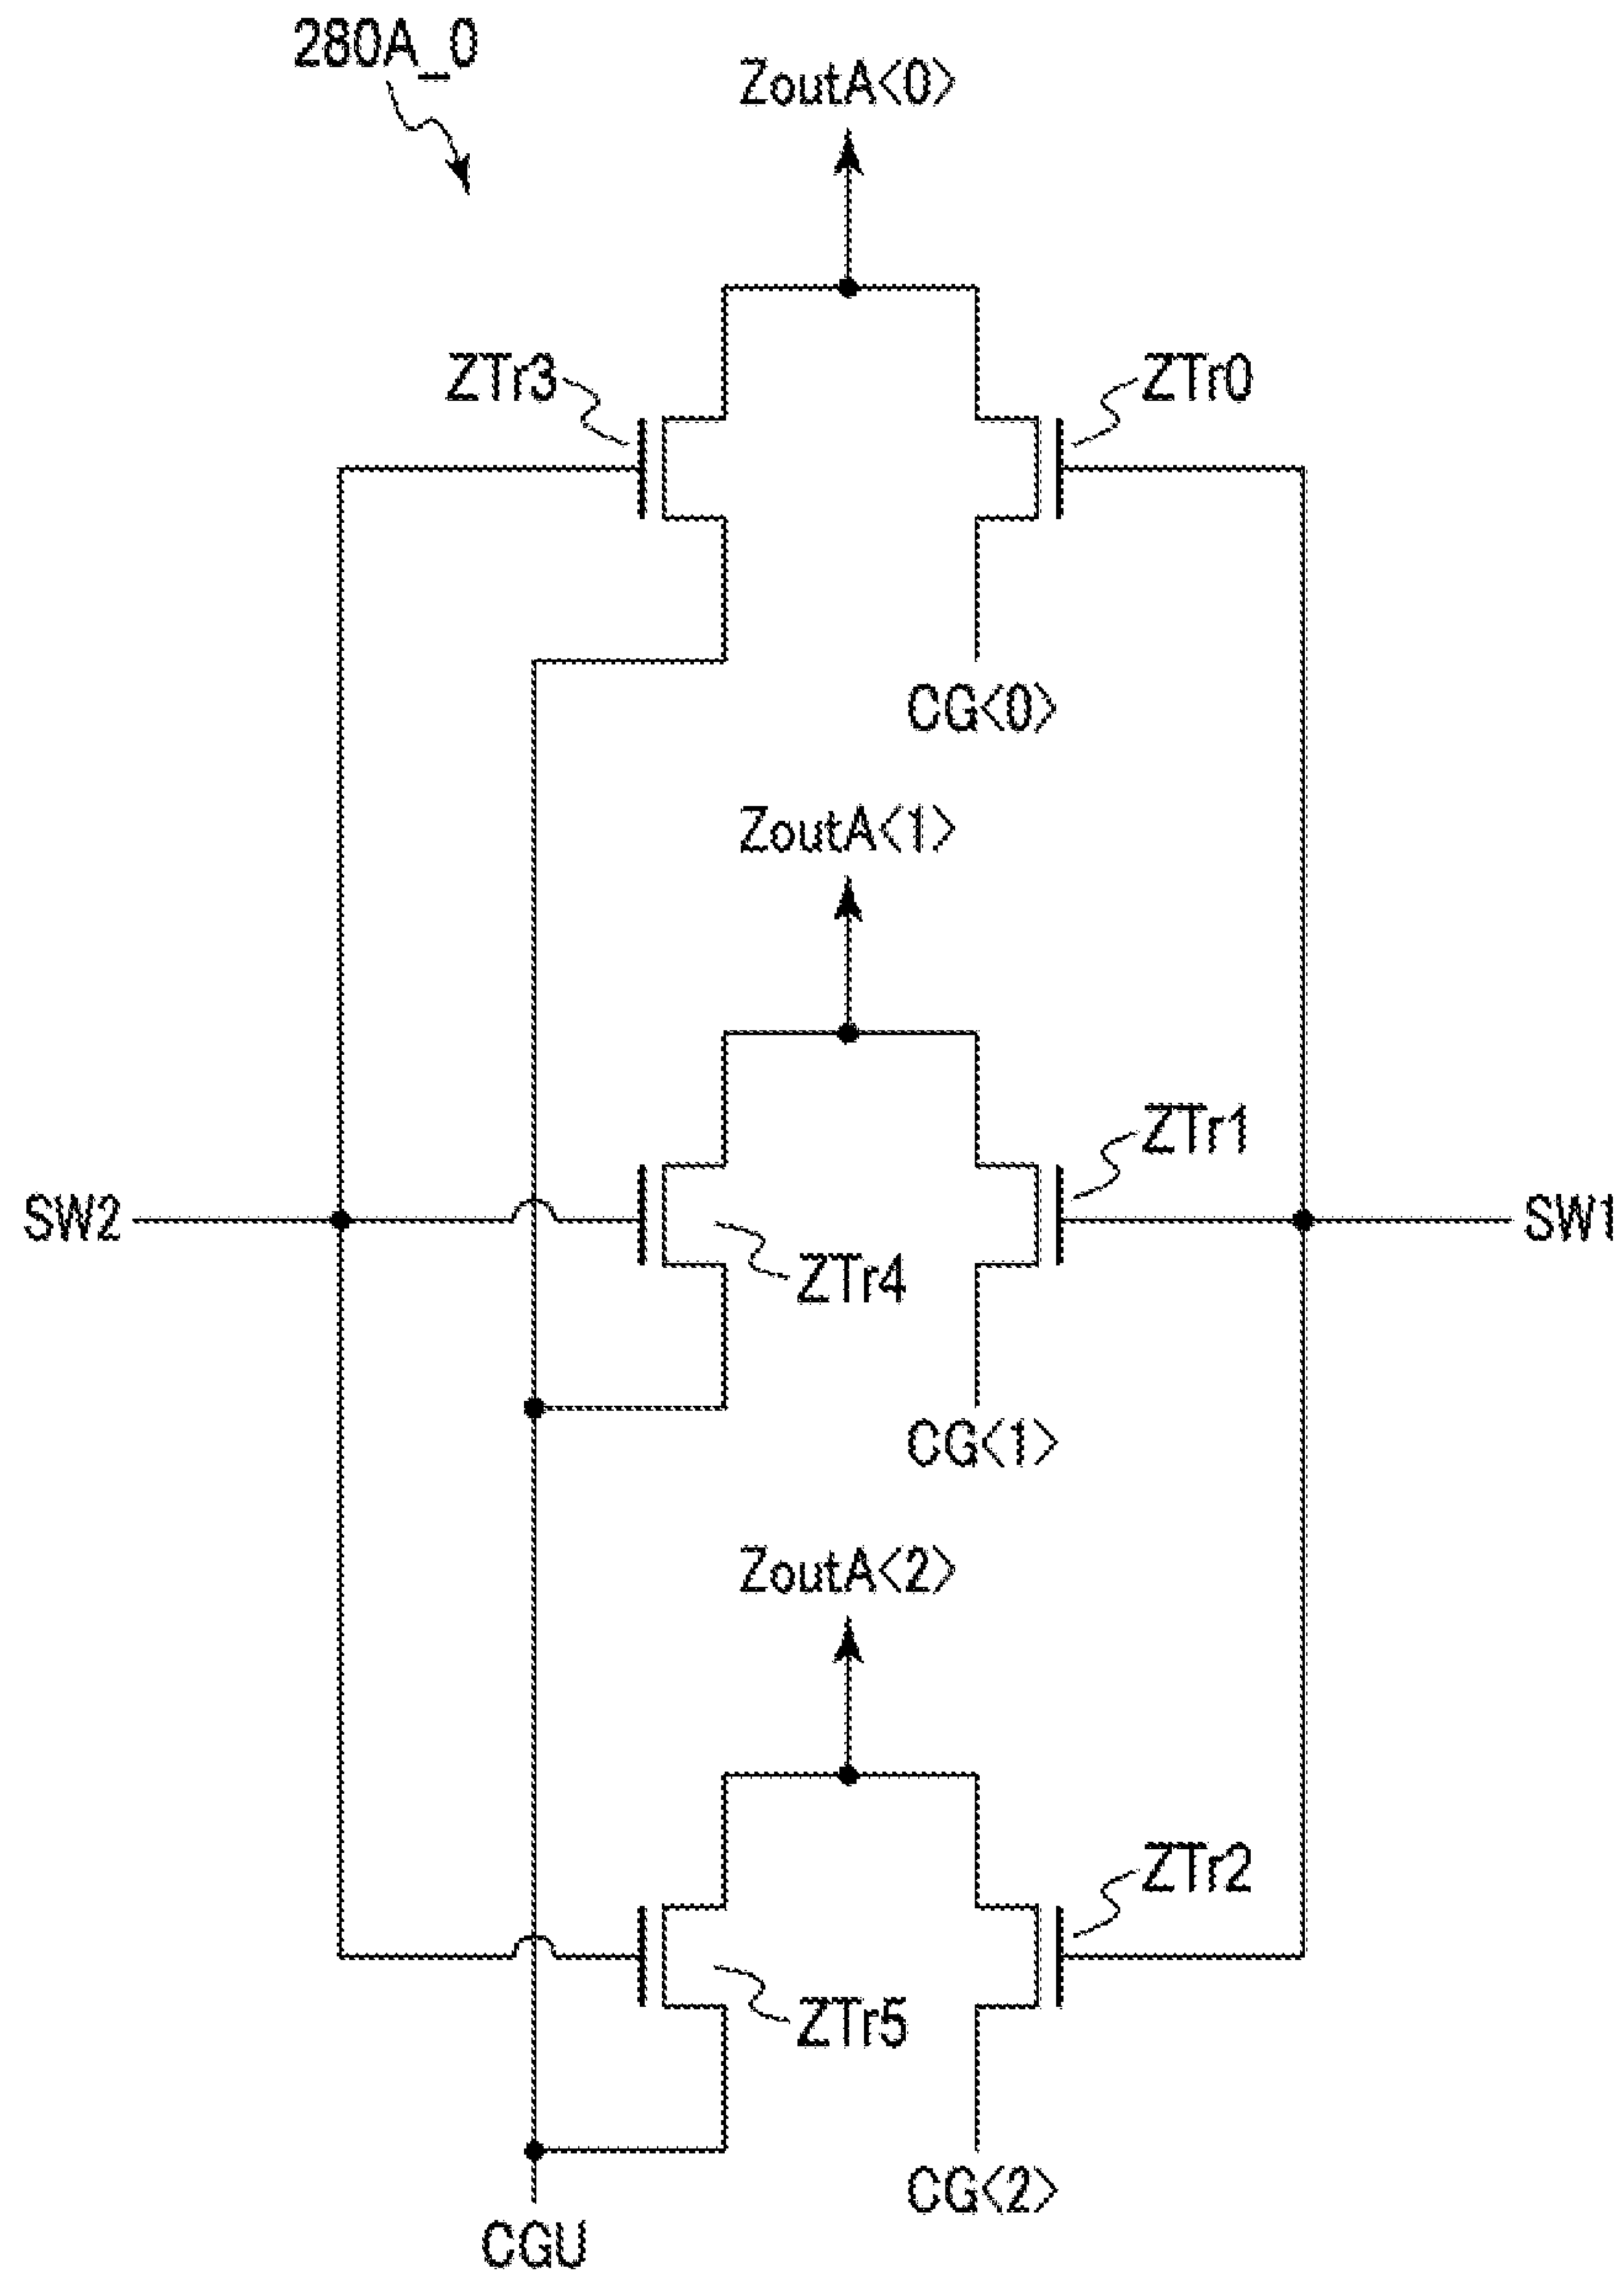 280A_0
ZoutA<0>
ZTr3
ZTr0
CG<0>
ZoutA<1>
ZTr1
SW2
SW1
ZTr4
CG<1>
ZoutA<2>
ZTr2
ZTr5
CG<2>
CGU